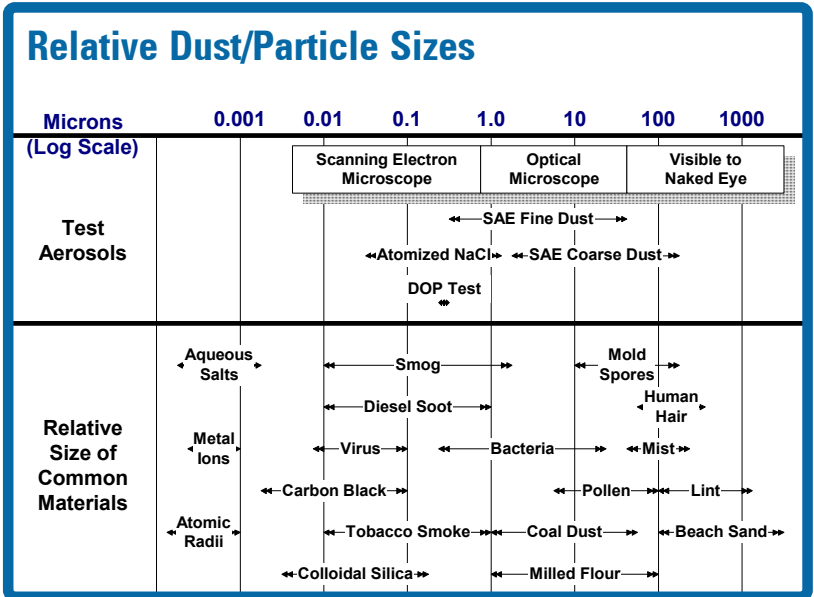 Relative Dust/Particle Sizes
Microns
(Log Scale)
0.001 0.01 0.1 1.0 10 100 1000
Scanning Electron
Microscope
Optical
Microscope
Visible to
Naked Eye
Test
Aerosols
SAE Fine Dust
Atomized NaCl
SAE Coarse Dust
DOP Test
Relative
Size of
Common
Materials
Aqueous
Salts
Smog
Mold
Spores
Diesel Soot
Human
Hair
Metal
Ions
Virus
Bacteria
Mist
Carbon Black
Pollen
Lint
Atomic
Radii
Tobacco Smoke
Coal Dust
Beach Sand
Colloidal Silica
Milled Flour